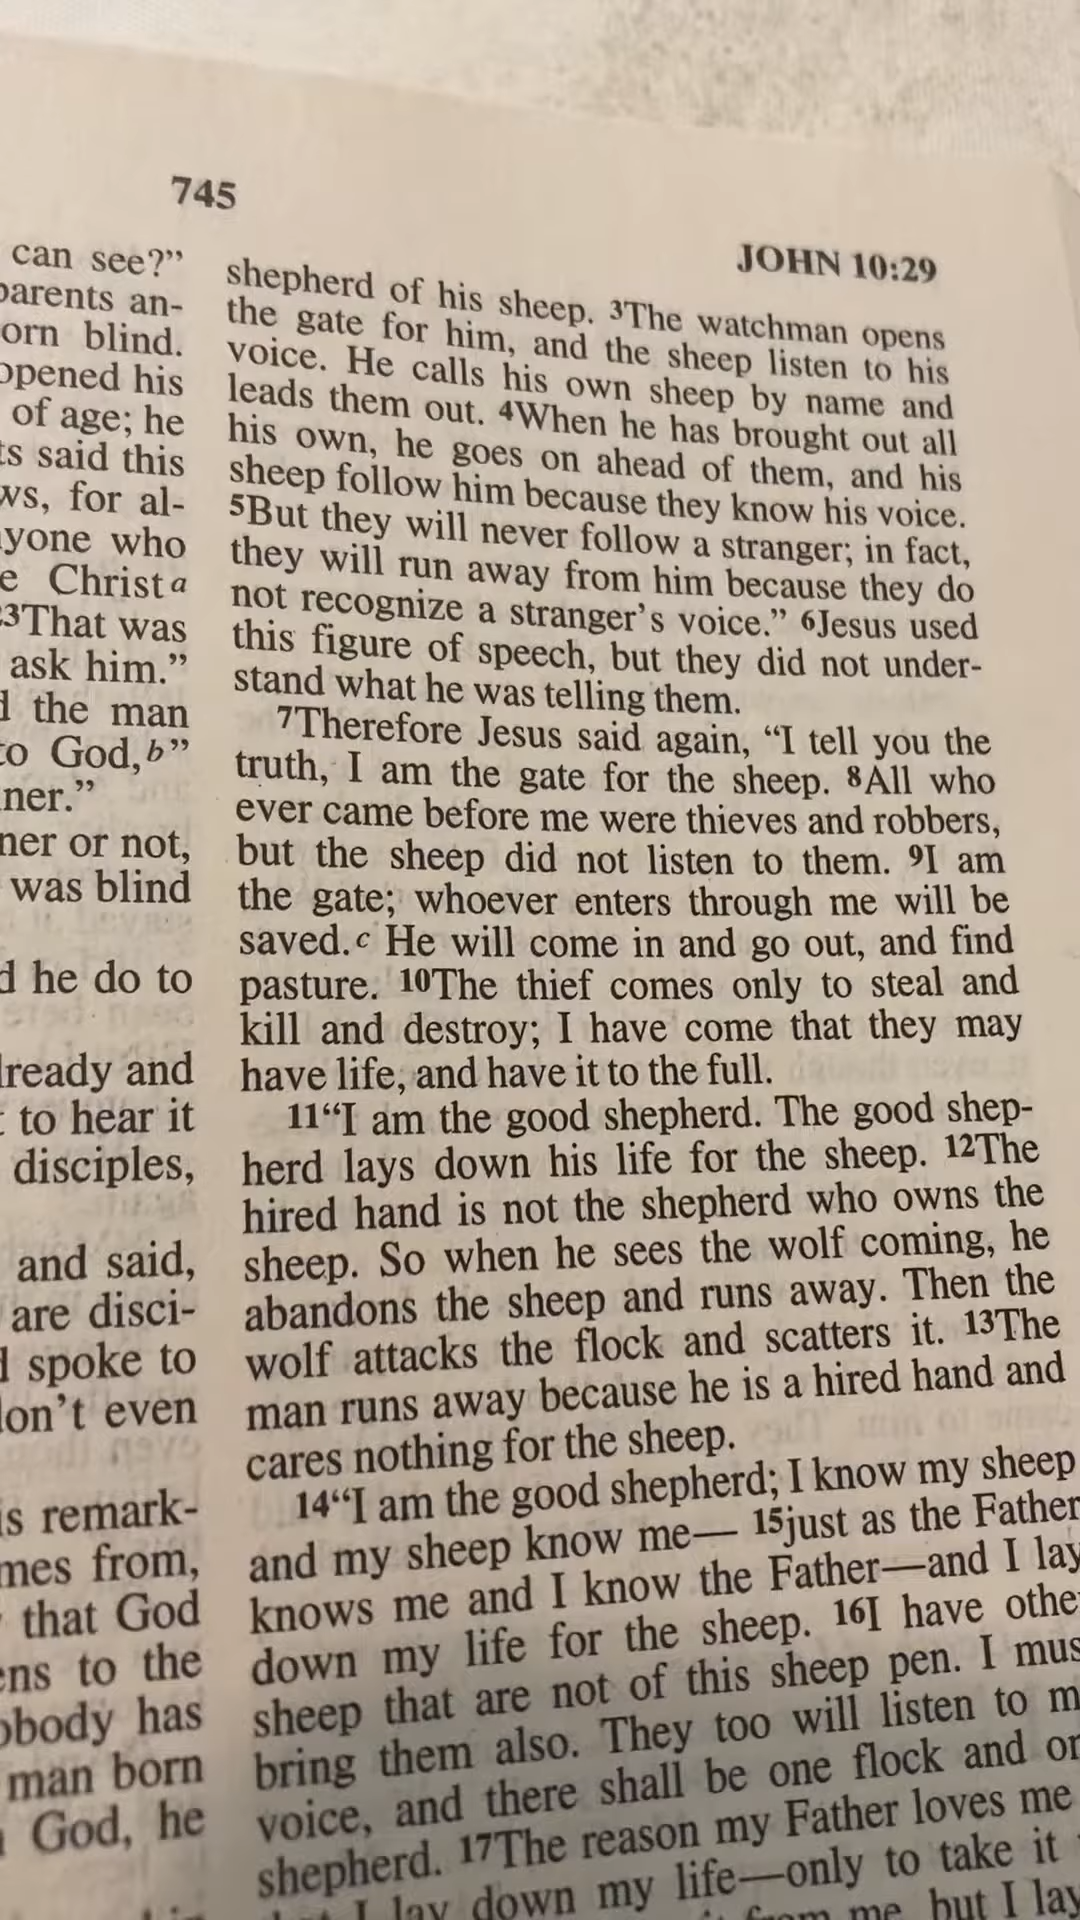 745
JOHN 10:29
can see?”
parents an-
orn blind.
opened his
of age; he
ts said this
ws, for al-
yone who
e Christa
23That was
ask him.”
d the man
to God,b”
ner.”
ner or not,
was blind
d he do to
lready and
to hear it
disciples,
and said,
are disci-
d spoke to
don’t even
is remark-
mes from,
that God
ens to the
obody has
man born
God, he
shepherd of his sheep. 3The watchman opens
the gate for him, and the sheep listen to his
voice. He calls his own sheep by name and
leads them out. 4When he has brought out all
his own, he goes on ahead of them, and his
sheep follow him because they know his voice.
5But they will never follow a stranger; in fact,
they will run away from him because they do
not recognize a stranger’s voice.” 6Jesus used
this figure of speech, but they did not under-
stand what he was telling them.
7Therefore Jesus said again, “I tell you the
truth, I am the gate for the sheep. 8All who
ever came before me were thieves and robbers,
but the sheep did not listen to them. 9I am
the gate; whoever enters through me will be
saved.c He will come in and go out, and find
pasture. 10The thief comes only to steal and
kill and destroy; I have come that they may
have life, and have it to the full.
11“I am the good shepherd. The good shep-
herd lays down his life for the sheep. 12The
hired hand is not the shepherd who owns the
sheep. So when he sees the wolf coming, he
abandons the sheep and runs away. Then the
wolf attacks the flock and scatters it. 13The
man runs away because he is a hired hand and
cares nothing for the sheep.
14“I am the good shepherd; I know my sheep
and my sheep know me— 15just as the Father
knows me and I know the Father—and I lay
down my life for the sheep. 16I have othe
sheep that are not of this sheep pen. I mus
bring them also. They too will listen to m
voice, and there shall be one flock and on
shepherd. 17The reason my Father loves me
I lay down my life—only to take it
from me, but I lay